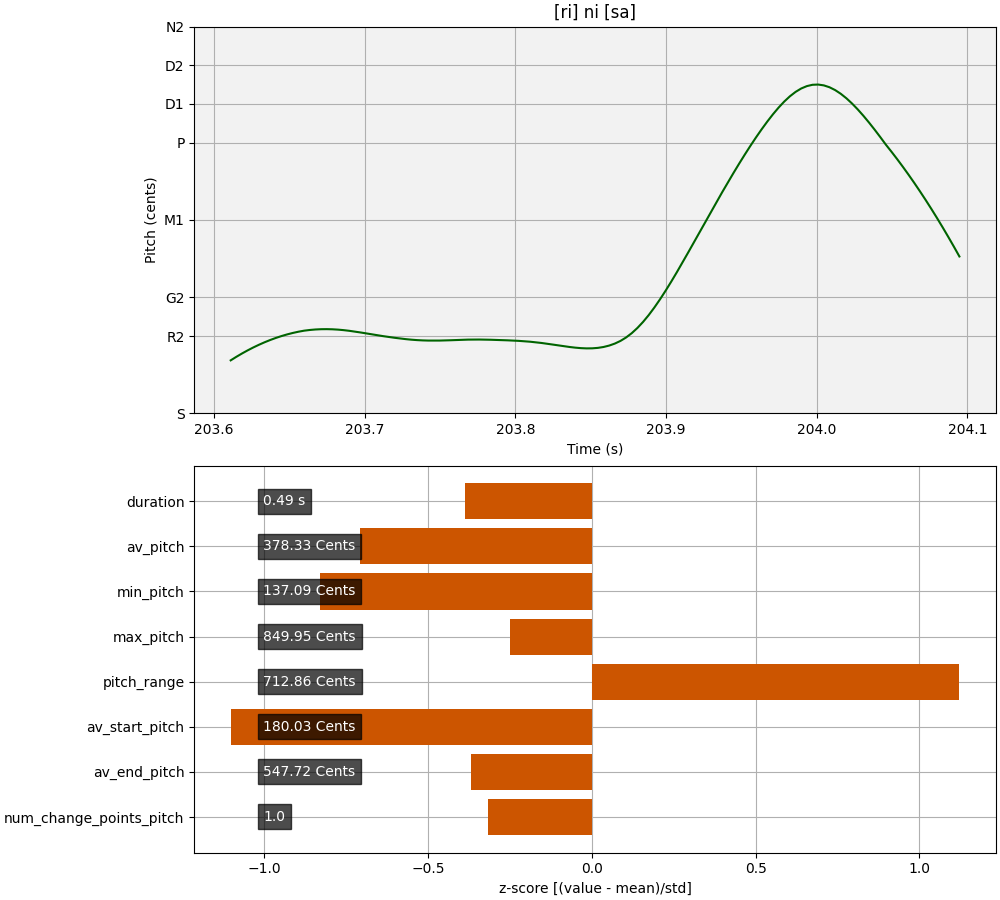 [ri] ni [sa]
N2
D2
D1
P
M1
G2
R2
S
Pitch (cents)
203.6 203.7 203.8 203.9 204.0 204.1
Time (s)
duration 0.49 s
av_pitch 378.33 Cents
min_pitch 137.09 Cents
max_pitch 849.95 Cents
pitch_range 712.86 Cents
av_start_pitch 180.03 Cents
av_end_pitch 547.72 Cents
num_change_points_pitch 1.0
−1.0 −0.5 0.0 0.5 1.0
z-score [(value - mean)/std]